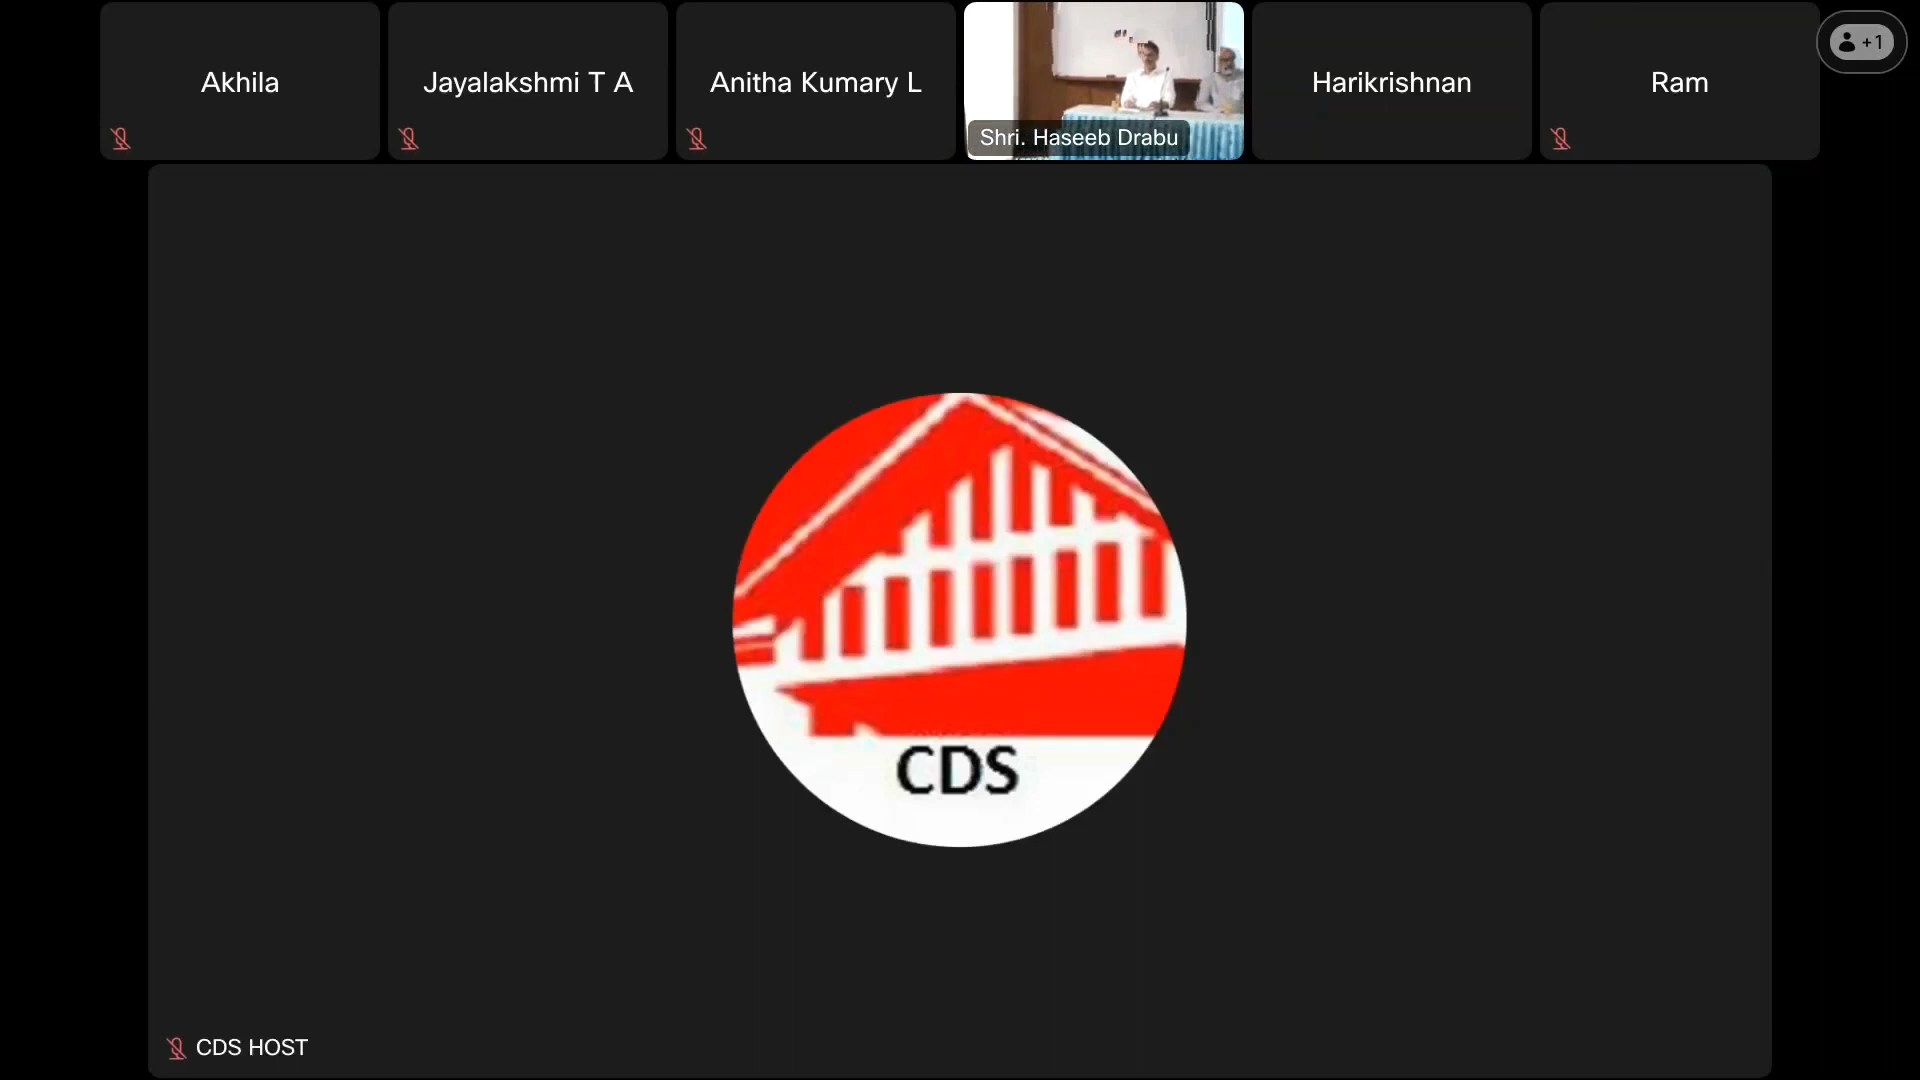 Akhila
Jayalakshmi T A
Anitha Kumary L
Shri. Haseeb Drabu
Harikrishnan
Ram
+1
CDS
CDS HOST